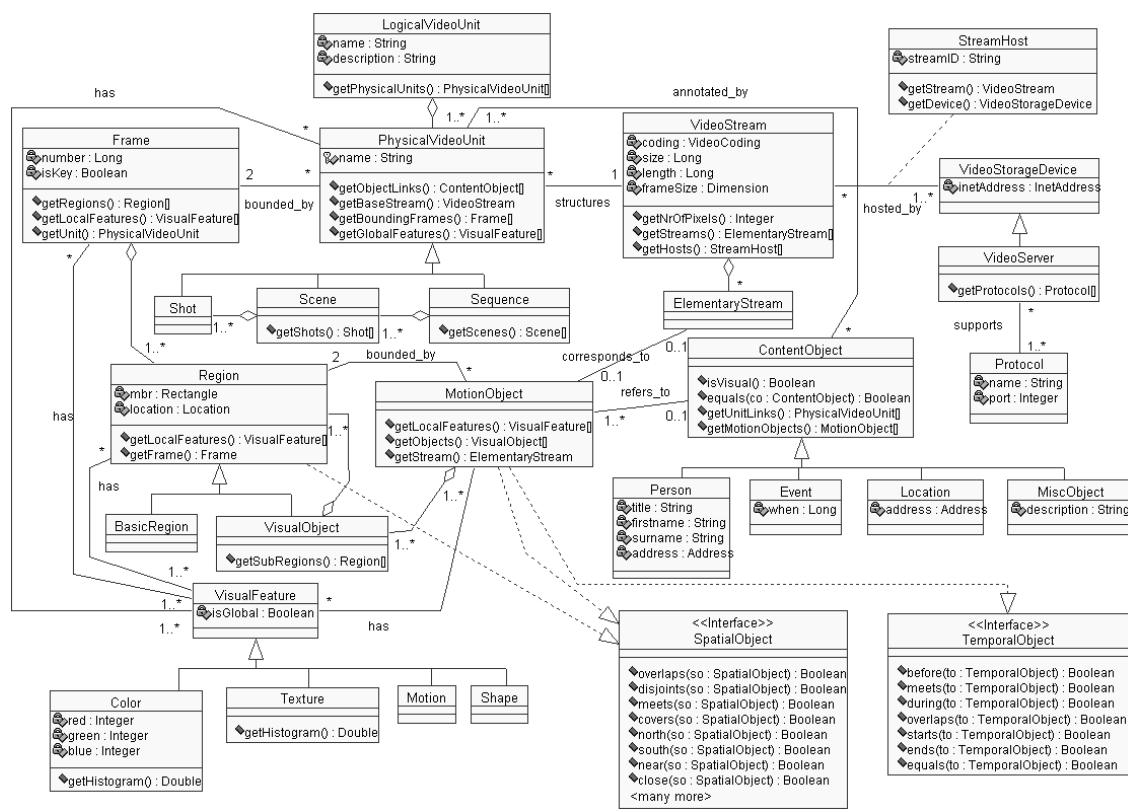 LogicalVideoUnit
name : String
description : String
getPhysicalUnits() : PhysicalVideoUnit[]
StreamHost
streamID : String
getStream() : VideoStream
getDevice() : VideoStorageDevice
has
*
1..*
1..*
annotated_by
Frame
number : Long
isKey : Boolean
getRegions() : Region[]
getLocalFeatures() : VisualFeature[]
getUnit() : PhysicalVideoUnit
2
*
bounded_by
PhysicalVideoUnit
name : String
getObjectLinks() : ContentObject[]
getBaseStream() : VideoStream
getBoundingFrames() : Frame[]
getGlobalFeatures() : VisualFeature[]
*
1
structures
VideoStream
coding : VideoCoding
size : Long
length : Long
frameSize : Dimension
getNrOfPixels() : Integer
getStreams() : ElementaryStream[]
getHosts() : StreamHost[]
*
1..*
hosted_by
VideoStorageDevice
inetAddress : InetAddress
VideoServer
getProtocols() : Protocol[]
*
supports
1..*
Protocol
name : String
port : Integer
*
Shot
1..*
Scene
getShots() : Shot[]
1..*
Sequence
getScenes() : Scene[]
*
ElementaryStream
0..1
corresponds_to
0..1
*
ContentObject
isVisual() : Boolean
equals(co : ContentObject) : Boolean
getUnitLinks() : PhysicalVideoUnit[]
getMotionObjects() : MotionObject[]
1..*
Region
mbr : Rectangle
location : Location
getLocalFeatures() : VisualFeature[]
getFrame() : Frame
2
bounded_by
*
MotionObject
getLocalFeatures() : VisualFeature[]
getObjects() : VisualObject[]
getStream() : ElementaryStream
refers_to
1..*
0..1
has
*
has
1..*
1..*
1..*
BasicRegion
VisualObject
getSubRegions() : Region[]
Person
title : String
firstname : String
surname : String
address : Address
Event
when : Long
Location
address : Address
MiscObject
description : String
1..*
1..*
1..*
VisualFeature
isGlobal : Boolean
*
has
Color
red : Integer
green : Integer
blue : Integer
getHistogram() : Double
Texture
getHistogram() : Double
Motion
Shape
<<Interface>>
SpatialObject
overlaps(so : SpatialObject) : Boolean
disjoints(so : SpatialObject) : Boolean
meets(so : SpatialObject) : Boolean
covers(so : SpatialObject) : Boolean
north(so : SpatialObject) : Boolean
south(so : SpatialObject) : Boolean
near(so : SpatialObject) : Boolean
close(so : SpatialObject) : Boolean
<many more>
<<Interface>>
TemporalObject
before(to : TemporalObject) : Boolean
meets(to : TemporalObject) : Boolean
during(to : TemporalObject) : Boolean
overlaps(to : TemporalObject) : Boolean
starts(to : TemporalObject) : Boolean
ends(to : TemporalObject) : Boolean
equals(to : TemporalObject) : Boolean